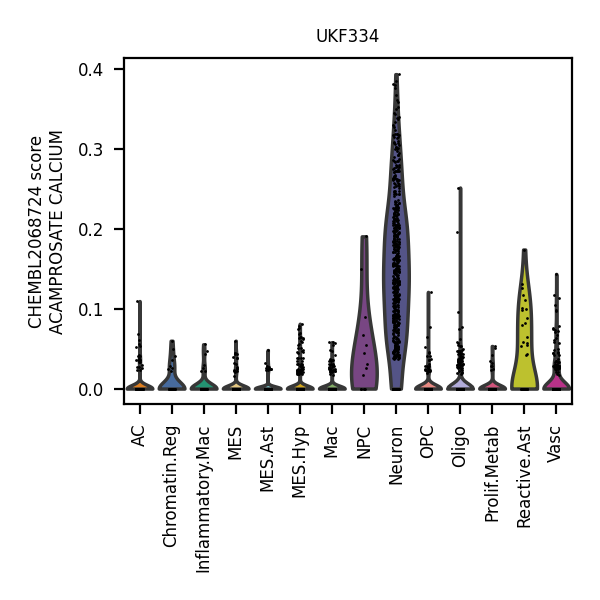 UKF334
CHEMBL2068724 score
ACAMPROSATE CALCIUM
0.4
0.3
0.2
0.1
0.0
AC
Chromatin.Reg
Inflammatory.Mac
MES
MES.Ast
MES.Hyp
Mac
NPC
Neuron
OPC
Oligo
Prolif.Metab
Reactive.Ast
Vasc